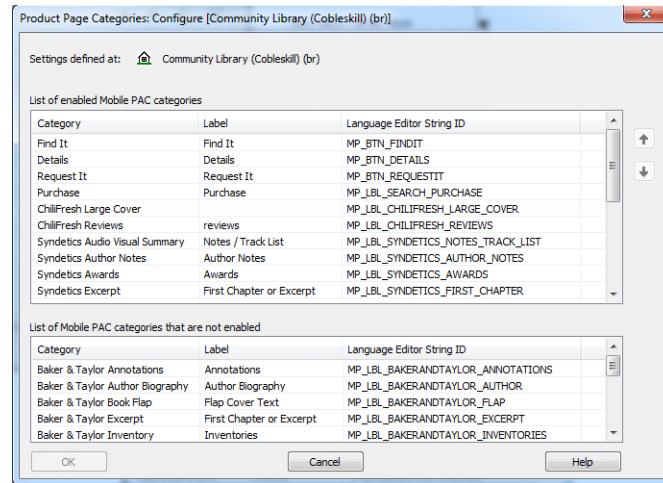 Product Page Categories: Configure [Community Library (Cobleskill) (br)]
Settings defined at: Community Library (Cobleskill) (br)
List of enabled Mobile PAC categories
Category Label Language Editor String ID
Find It Find It MP_BTN_FINDIT
Details Details MP_BTN_DETAILS
Request It Request It MP_BTN_REQUESTIT
Purchase Purchase MP_LBL_SEARCH_PURCHASE
ChiliFresh Large Cover MP_LBL_CHILIFRESH_LARGE_COVER
ChiliFresh Reviews reviews MP_LBL_CHILIFRESH_REVIEWS
Syndetics Audio Visual Summary Notes / Track List MP_LBL_SYNDETICS_NOTES_TRACK_LIST
Syndetics Author Notes Author Notes MP_LBL_SYNDETICS_AUTHOR_NOTES
Syndetics Awards Awards MP_LBL_SYNDETICS_AWARDS
Syndetics Excerpt First Chapter or Excerpt MP_LBL_SYNDETICS_FIRST_CHAPTER
List of Mobile PAC categories that are not enabled
Category Label Language Editor String ID
Baker & Taylor Annotations Annotations MP_LBL_BAKERANDTAYLOR_ANNOTATIONS
Baker & Taylor Author Biography Author Biography MP_LBL_BAKERANDTAYLOR_AUTHOR
Baker & Taylor Book Flap Flap Cover Text MP_LBL_BAKERANDTAYLOR_FLAP
Baker & Taylor Excerpt First Chapter or Excerpt MP_LBL_BAKERANDTAYLOR_EXCERPT
Baker & Taylor Inventory Inventories MP_LBL_BAKERANDTAYLOR_INVENTORIES
OK Cancel Help